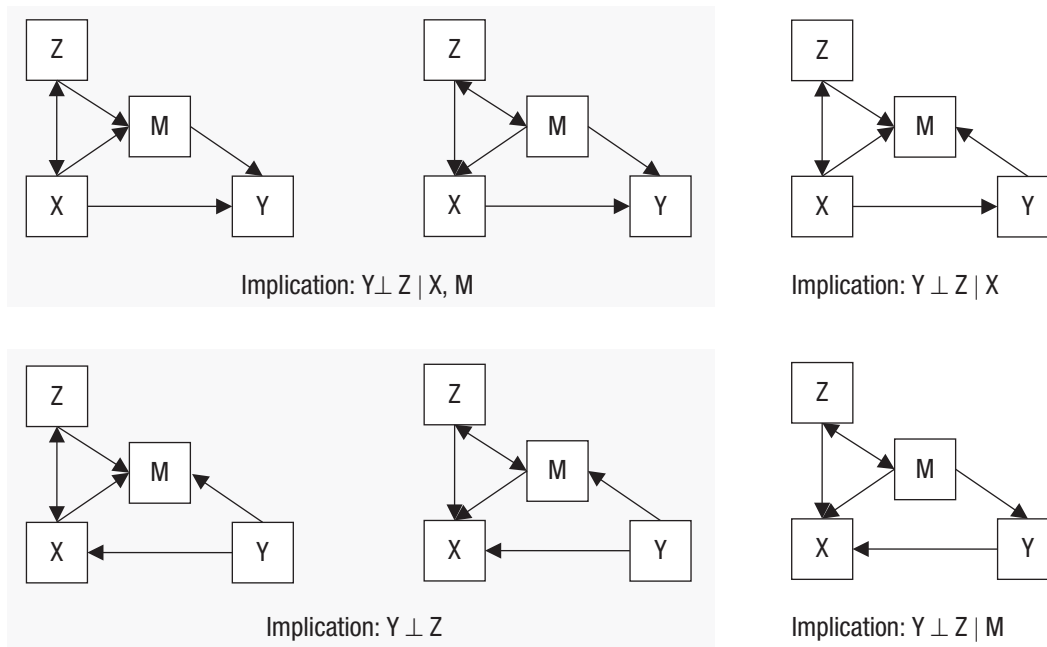 Z
M
X
Y
Z
M
X
Y
Implication: Y⊥ Z | X, M
Z
M
X
Y
Implication: Y ⊥ Z | X
Z
M
X
Y
Z
M
X
Y
Implication: Y ⊥ Z
Z
M
X
Y
Implication: Y ⊥ Z | M